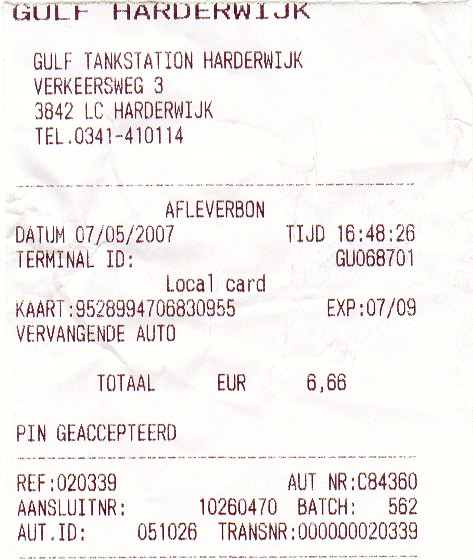 GULF HARDERWIJK
GULF TANKSTATION HARDERWIJK
VERKEERSWEG 3
3842 LC HARDERWIJK
TEL.0341-410114
AFLEVERBON
DATUM 07/05/2007 TIJD 16:48:26
TERMINAL ID: GU068701
Local card
KAART:9528994706830955 EXP:07/09
VERVANGENDE AUTO
TOTAAL EUR 6,66
PIN GEACCEPTEERD
REF:020339 AUT NR:C84360
AANSLUITNR: 10260470 BATCH: 562
AUT.ID: 051026 TRANSNR:000000020339